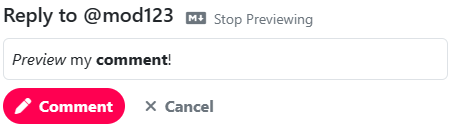 Reply to @mod123 M Stop Previewing
Preview my comment!
Comment Cancel